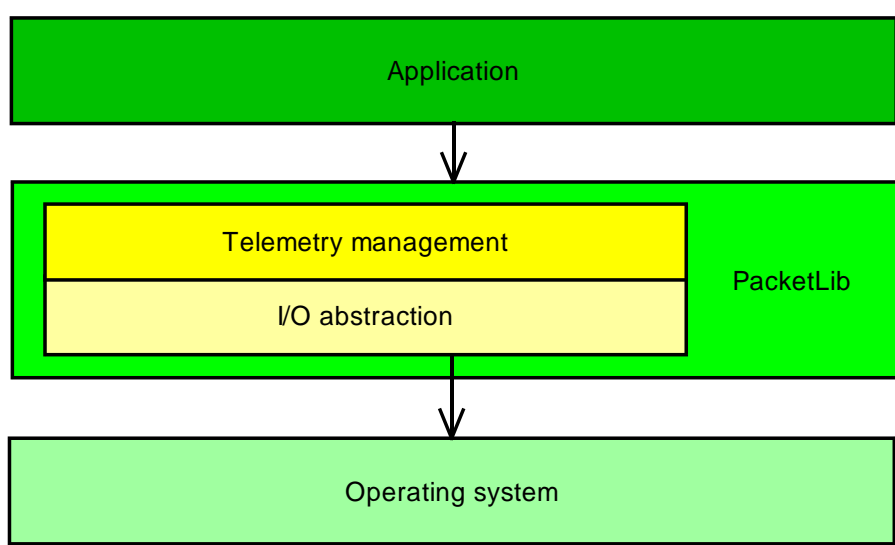 Application
Telemetry management
PacketLib
I/O abstraction
Operating system